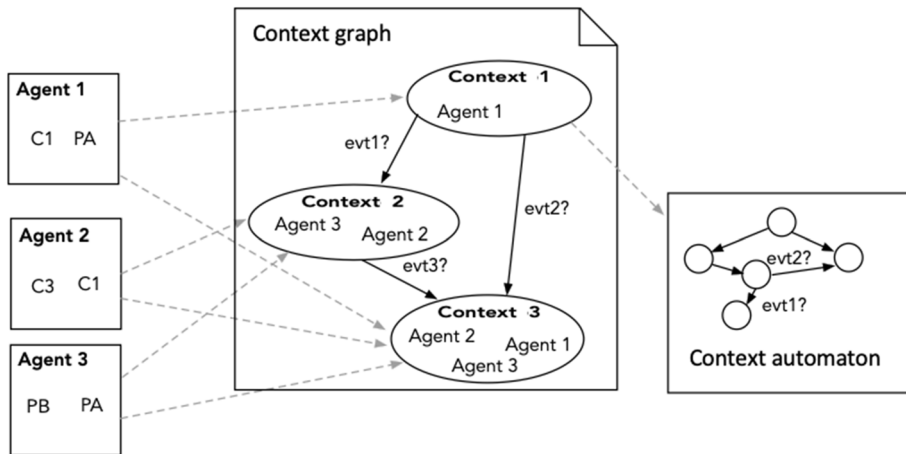 Context graph
Agent 1
C1 PA
Context 1
Agent 1
evt1?
evt2?
Agent 2
C3 C1
Context 2
Agent 3
Agent 2
evt3?
Agent 3
PB PA
Context 3
Agent 2
Agent 1
Agent 3
evt2?
evt1?
Context automaton